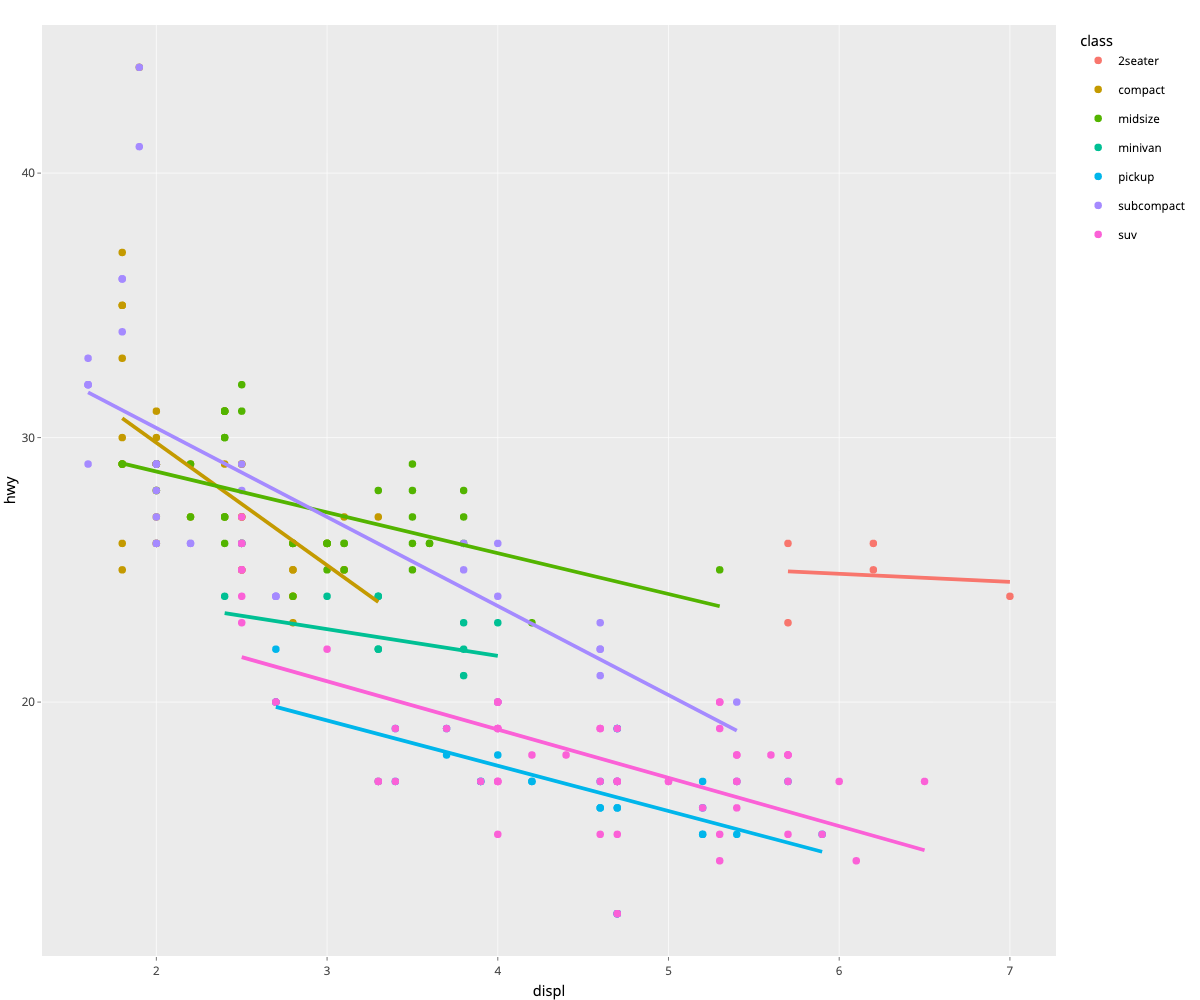 40
30
20
hwy
2
3
4
5
6
7
displ
class
2seater
compact
midsize
minivan
pickup
subcompact
suv